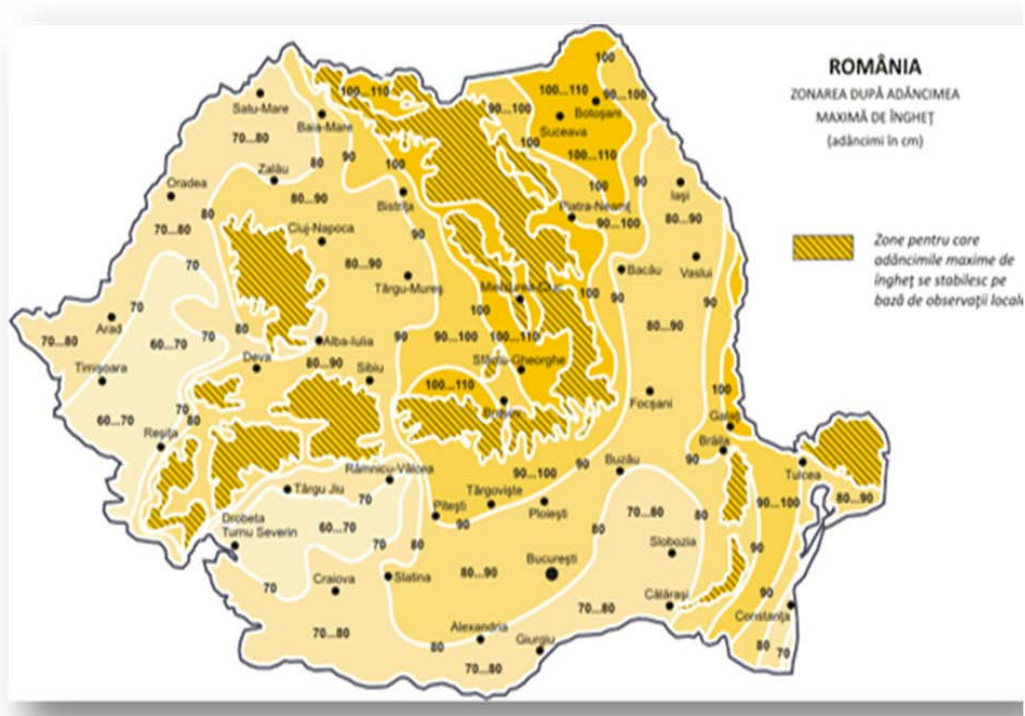 ROMÂNIA
ZONAREA DUPĂ ADÂNCIMEA
MAXIMĂ DE ÎNGHEȚ
(adâncimi în cm)
Zone pentru care
adâncimile maxime de
îngheț se stabilesc pe
bază de observații locale
100
100...110
100...110
90...100
90...100
Satu-Mare
Botoșani
Baia-Mare
Suceava
70...80
100
100...110
80
90
100
Zalău
Oradea
100
90
Iași
80...90
Bistrița
Piatra-Neamț
80
80...90
90...100
70...80
Cluj-Napoca
90
70
80...90
Bacău
Vaslui
Târgu-Mureș
Miercurea-Ciuc
100
90
90
70
100
Arad
80
70
90
80...90
70...80
60...70
Alba-Iulia
90...100
100...110
Deva
80...90
Sibiu
Sfântu-Gheorghe
Timișoara
100...110
100
70
Brașov
Focșani
60...70
80
Galați
Reșița
Brăila
Râmnicu-Vâlcea
90
Buzău
90
90...100
Tulcea
Târgu Jiu
70
Târgoviște
80...90
Pitești
Ploiești
90...100
Drobeta
Turnu Severin
60...70
90
80
70...80
80
70
80
Slobozia
90
București
80...90
70
Craiova
Slatina
Călărași
90
70...80
Constanța
70...80
Alexandria
80
Giurgiu
80
70
70...80